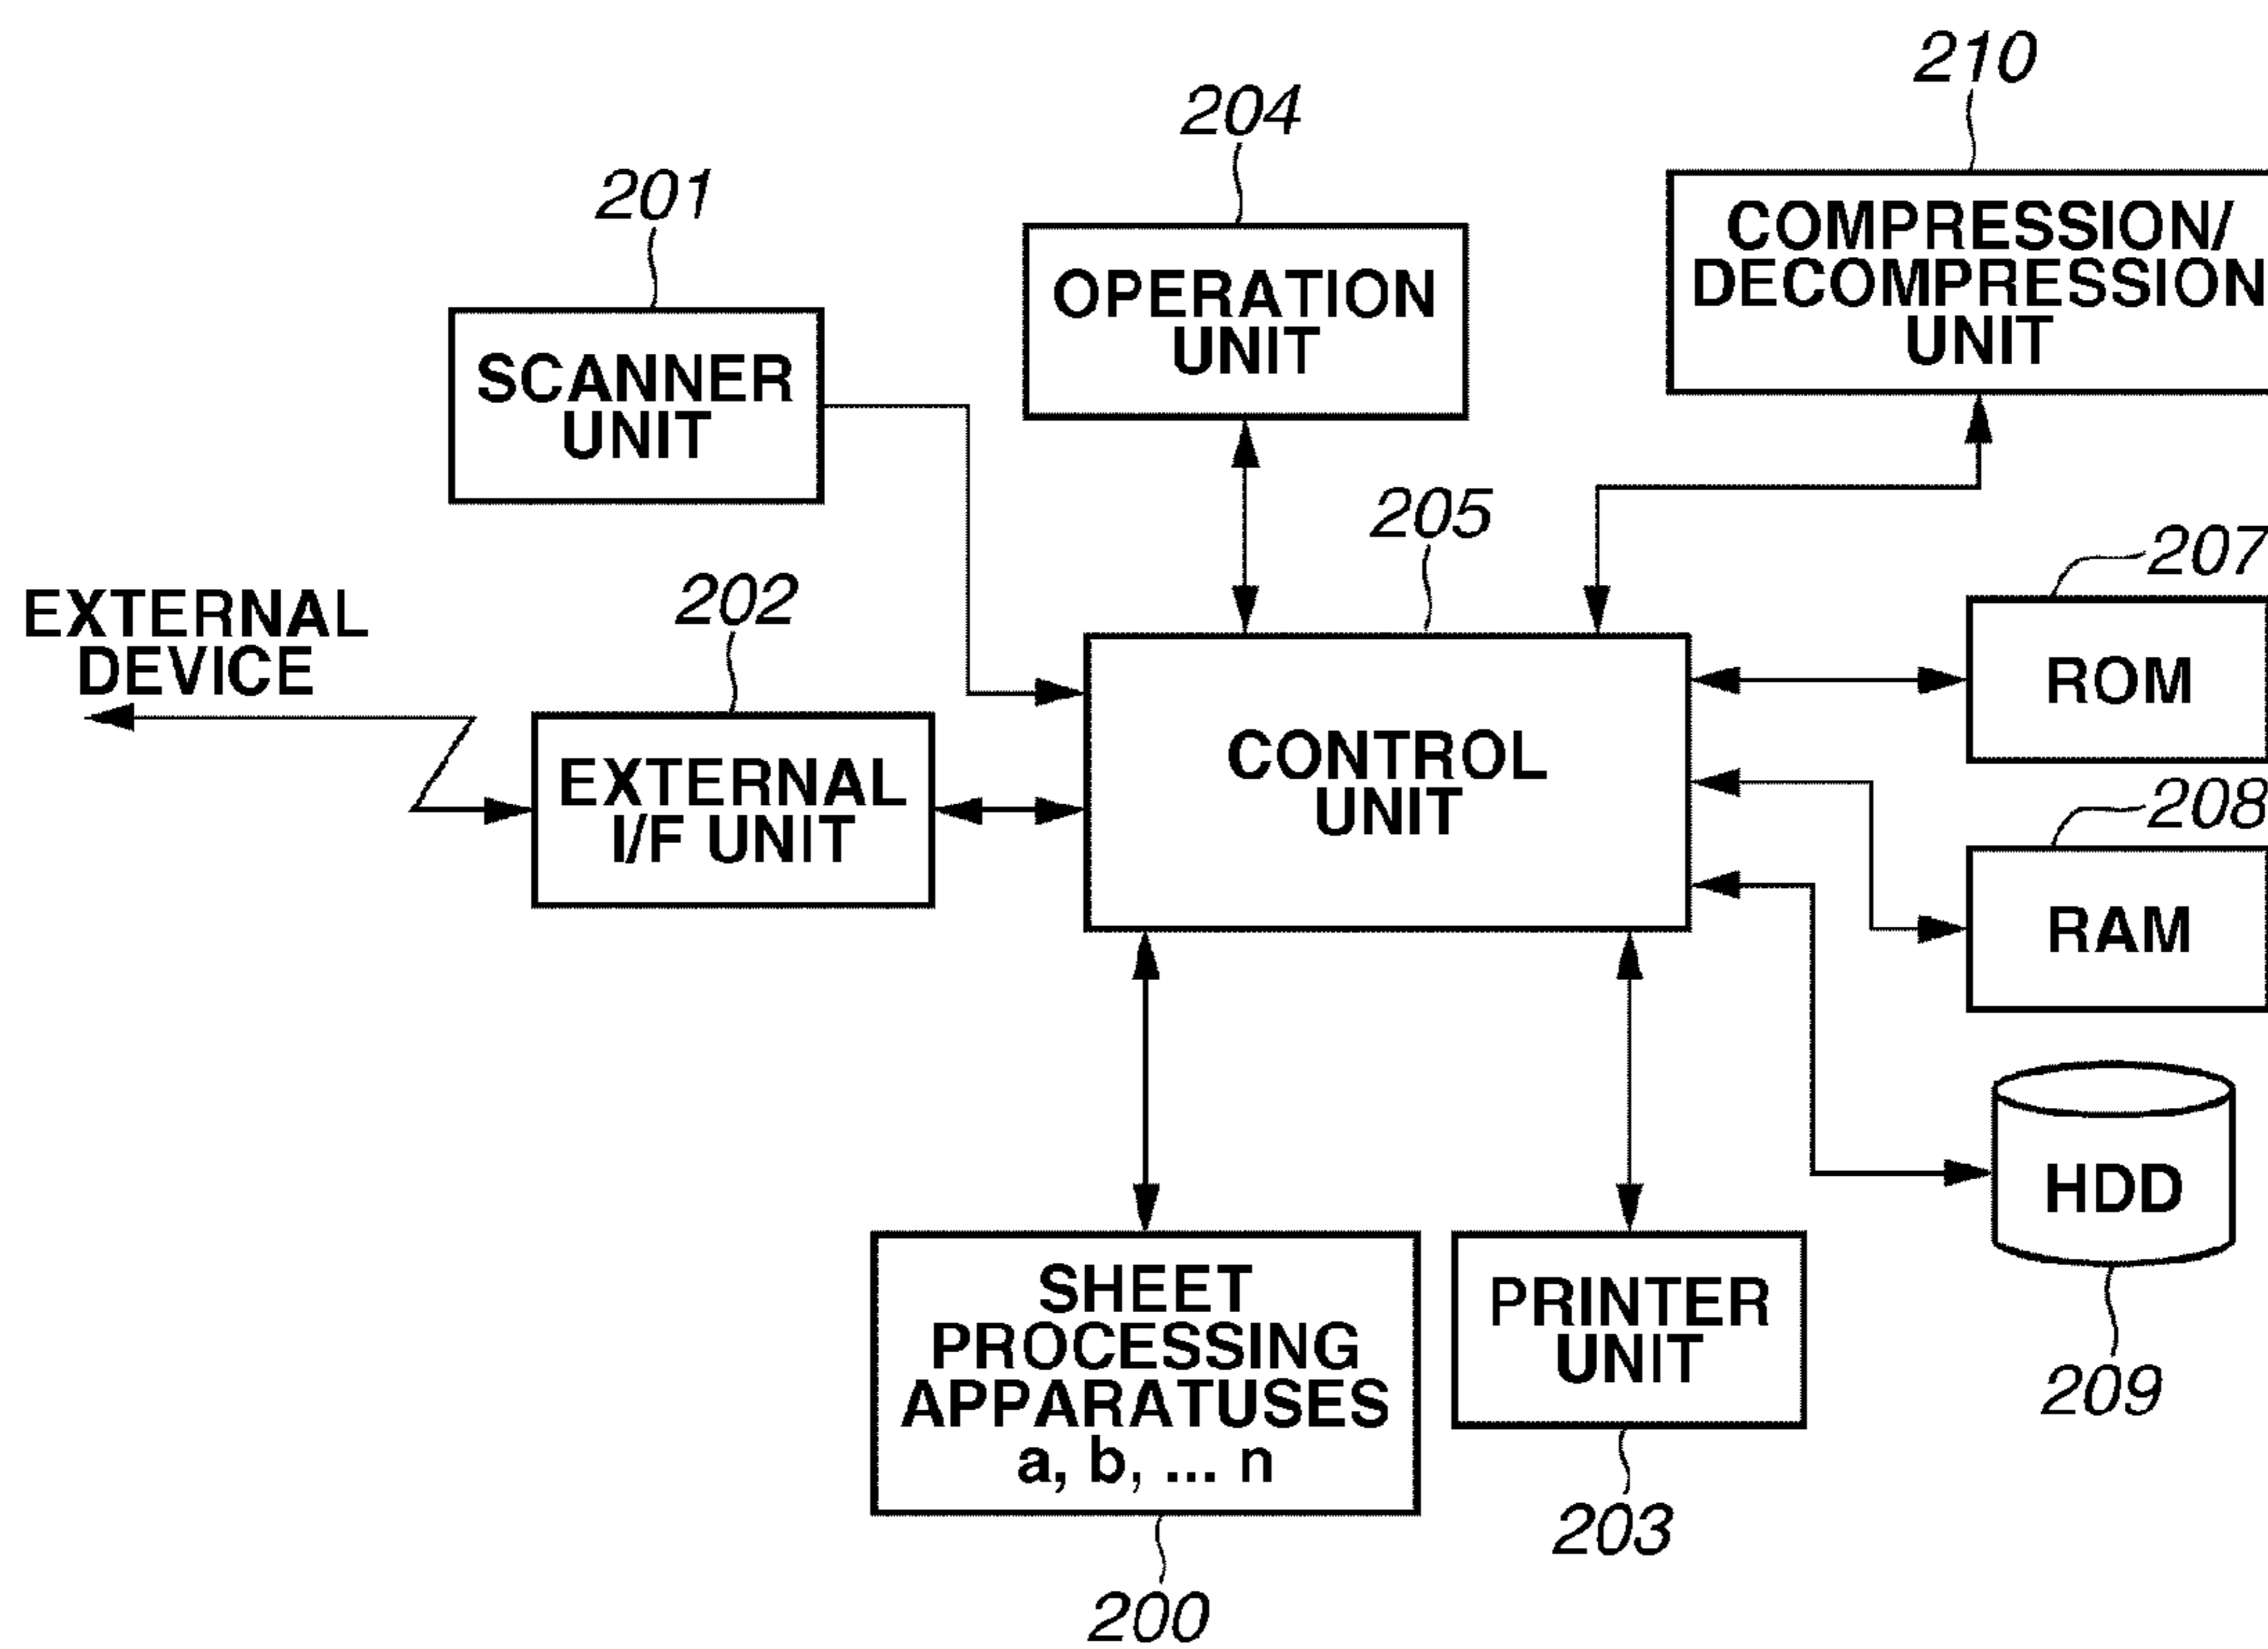 210
204
201
COMPRESSION/
DECOMPRESSION
UNIT
OPERATION
UNIT
SCANNER
UNIT
205
207
202
EXTERNAL
DEVICE
ROM
CONTROL
UNIT
EXTERNAL
I/F UNIT
208
RAM
HDD
SHEET
PROCESSING
APPARATUSES
a, b, ... n
PRINTER
UNIT
209
203
200